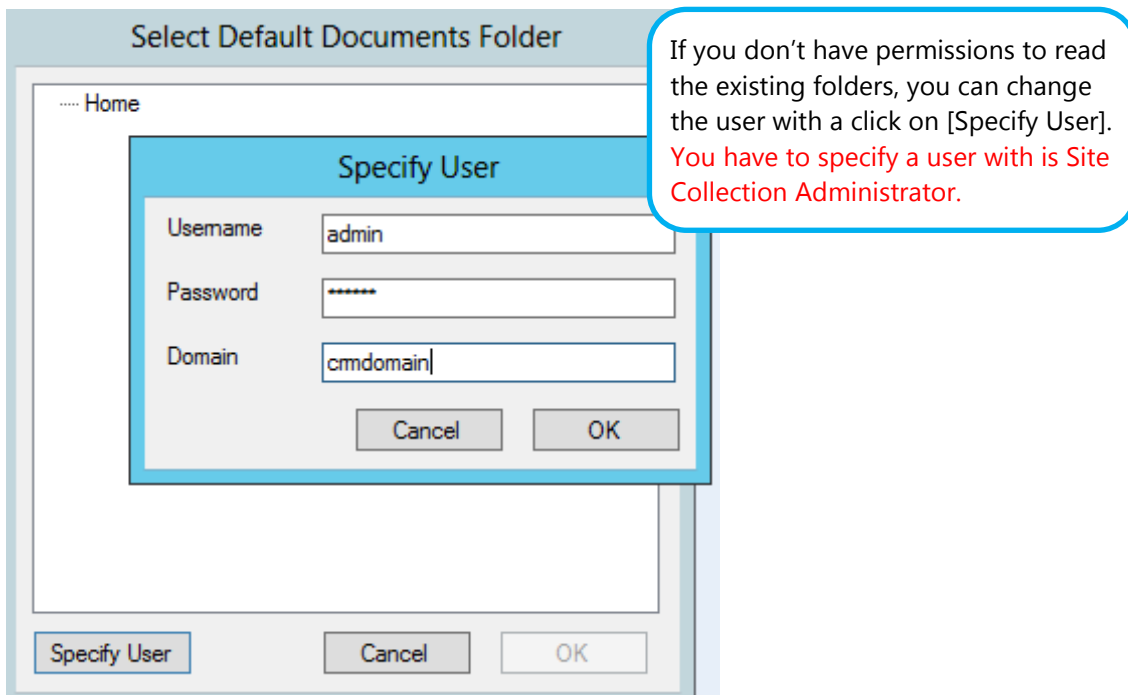 Select Default Documents Folder
If you don’t have permissions to read
the existing folders, you can change
the user with a click on [Specify User].
You have to specify a user with is Site
Collection Administrator.
Home
Specify User
Username
admin
Password
******
Domain
crmdomain
Cancel
OK
Specify User
Cancel
OK